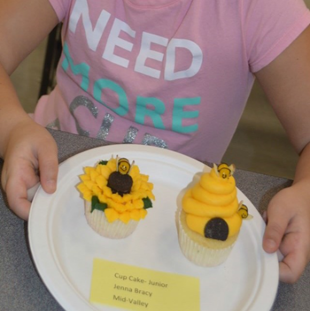 NEED
MORE
Cup Cake- Junior
Jenna Bracy
Mid-Valley